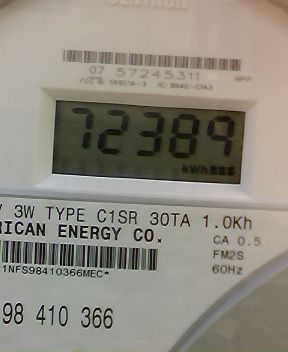 CENTRON
07 57245311
72389
kWh
V 3W TYPE C1SR 30TA 1.0Kh
RICAN ENERGY CO.
CA 0.5
FM2S
60Hz
1NFS98410366MEC*
98 410 366